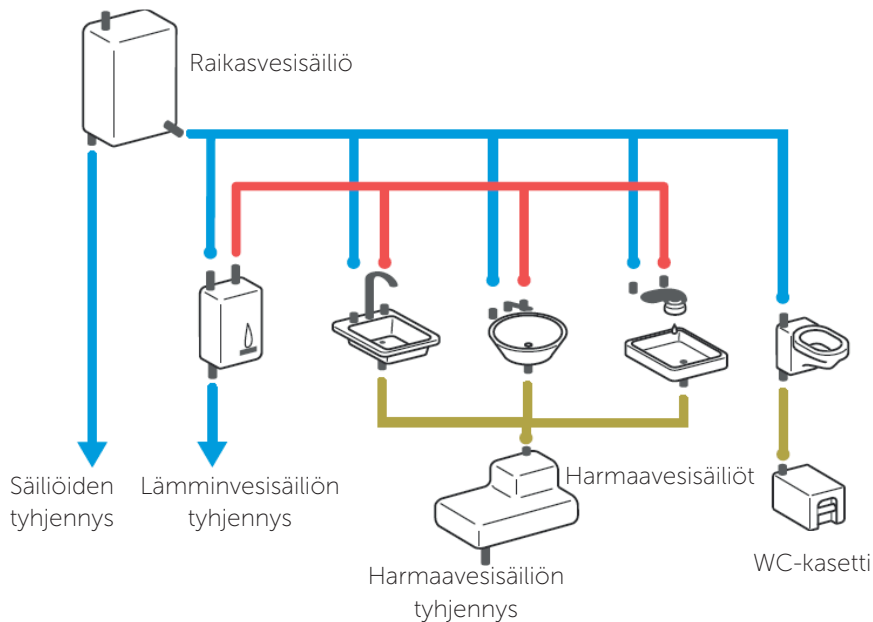 Raikasvesisäiliö
Säiliöiden
tyhjennys
Lämminvesisäiliön
tyhjennys
Harmaavesisäiliöt
Harmaavesisäiliön
tyhjennys
WC-kasetti